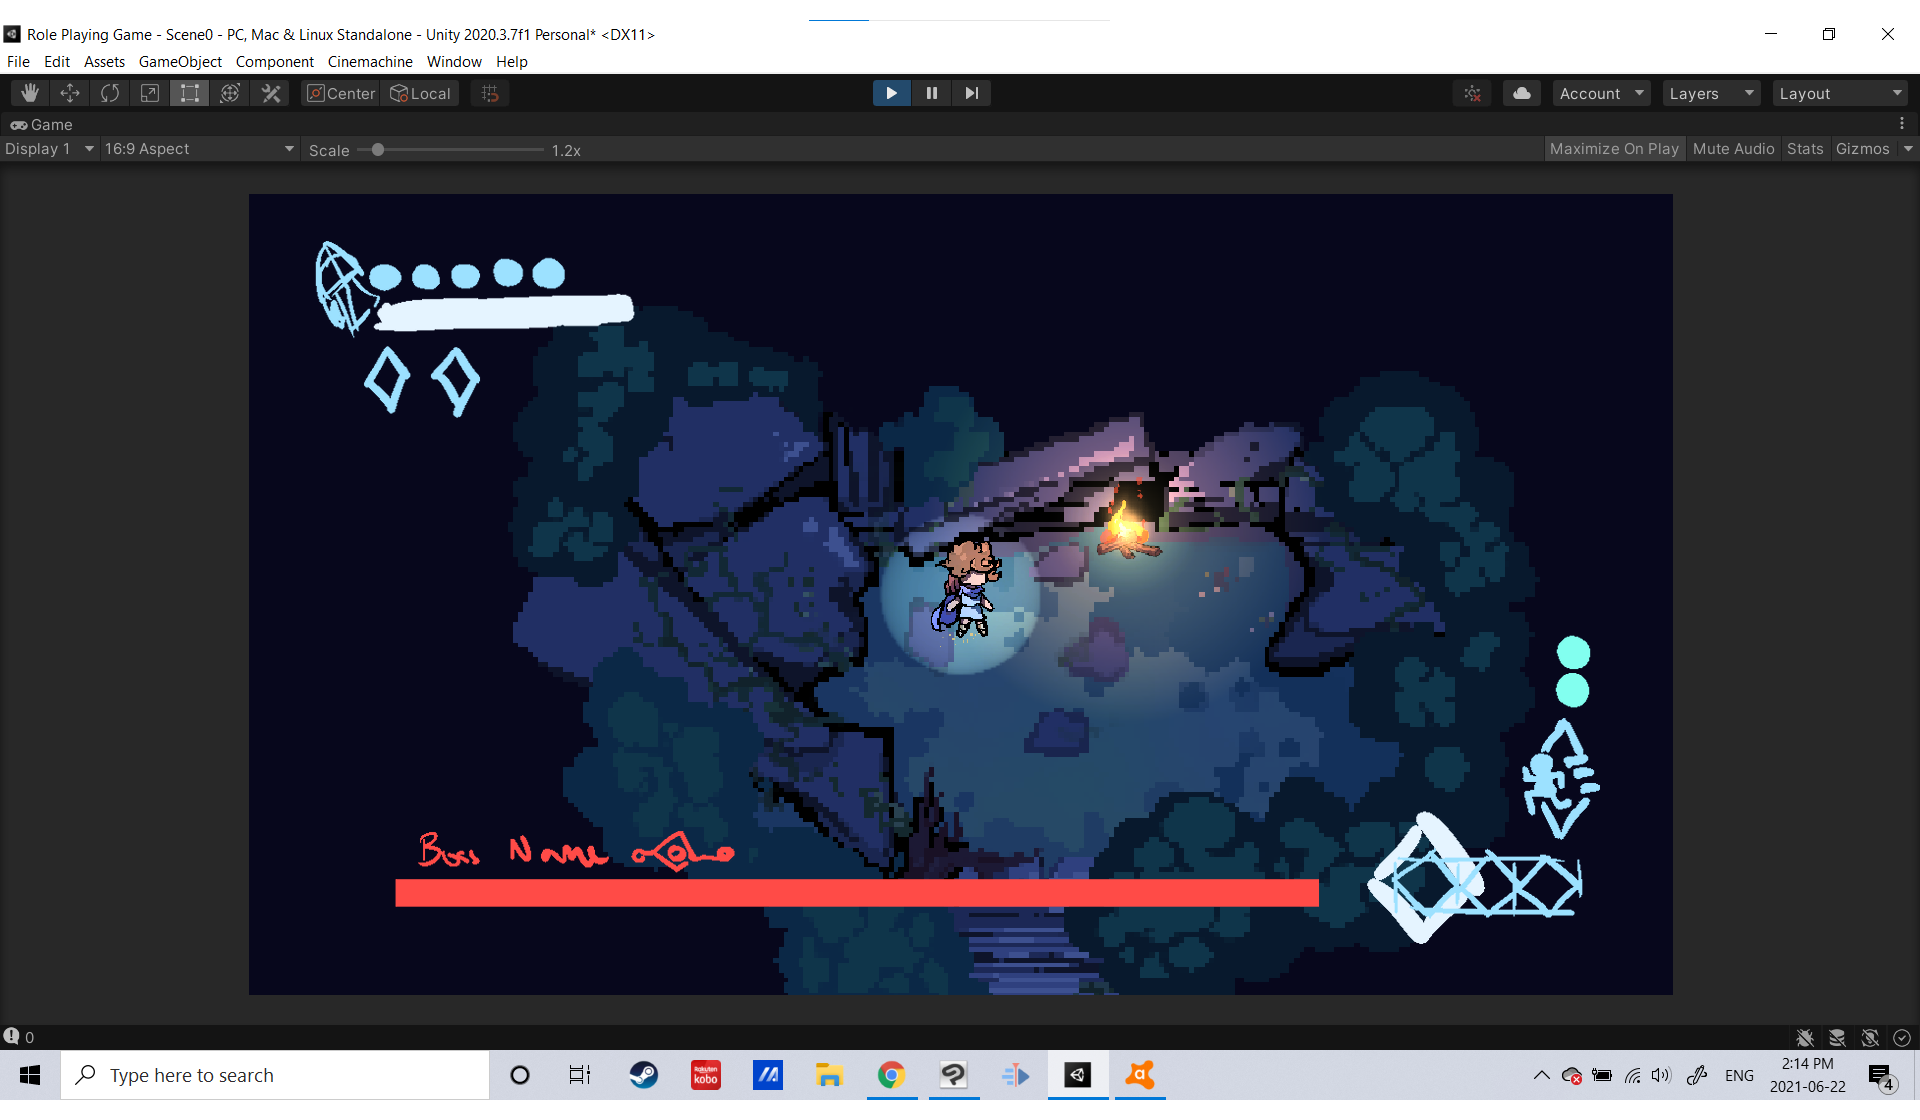 Role Playing Game - Scene0 - PC, Mac & Linux Standalone - Unity 2020.3.7f1 Personal* <DX11>
File Edit Assets GameObject Component Cinemachine Window Help
Center Local Account Layers Layout
Game
Display 1 16:9 Aspect Scale 1.2x Maximize On Play Mute Audio Stats Gizmos
Boss Name
0
Type here to search
Rakuten kobo
ENG
2:14 PM
2021-06-22
4